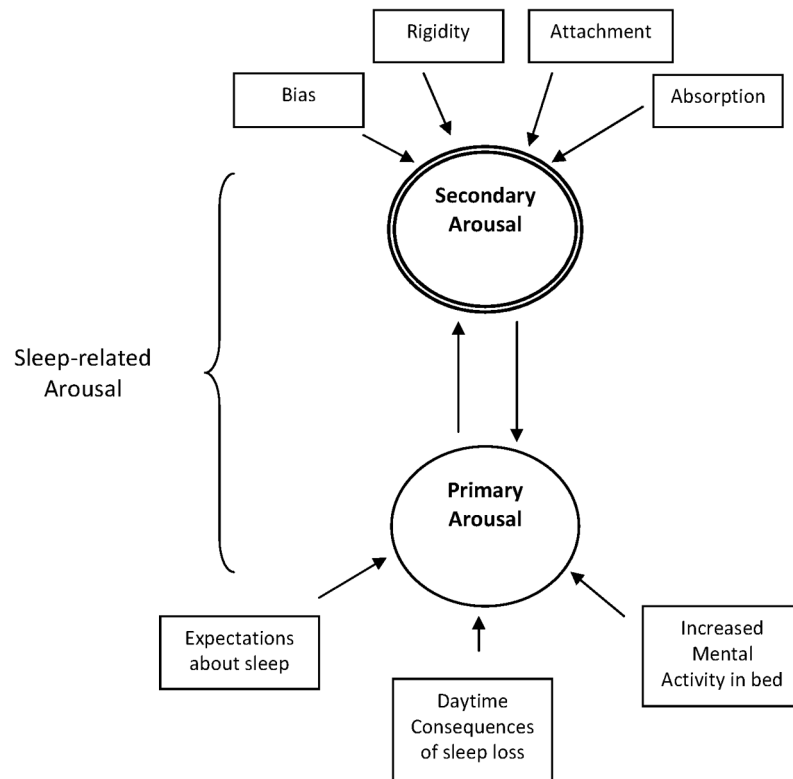 Rigidity
Attachment
Bias
Absorption
Secondary
Arousal
Sleep-related
Arousal
Primary
Arousal
Expectations
about sleep
Increased
Mental
Activity in bed
Daytime
Consequences
of sleep loss